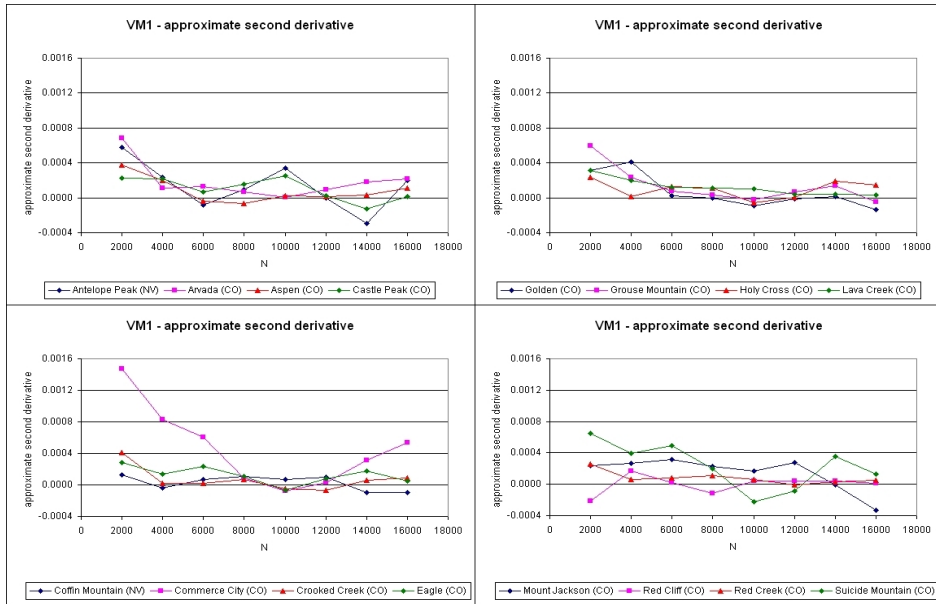 VM1 - approximate second derivative
approximate second derivative
0.0016
0.0012
0.0008
0.0004
0.0000
-0.0004
0 2000 4000 6000 8000 10000 12000 14000 16000 18000
N
Antelope Peak (NV) Arvada (CO) Aspen (CO) Castle Peak (CO)
VM1 - approximate second derivative
approximate second derivative
0.0016
0.0012
0.0008
0.0004
0.0000
-0.0004
0 2000 4000 6000 8000 10000 12000 14000 16000 18000
N
Golden (CO) Grouse Mountain (CO) Holy Cross (CO) Lava Creek (CO)
VM1 - approximate second derivative
approximate second derivative
0.0016
0.0012
0.0008
0.0004
0.0000
-0.0004
0 2000 4000 6000 8000 10000 12000 14000 16000 18000
N
Coffin Mountain (NV) Commerce City (CO) Crooked Creek (CO) Eagle (CO)
VM1 - approximate second derivative
approximate second derivative
0.0016
0.0012
0.0008
0.0004
0.0000
-0.0004
0 2000 4000 6000 8000 10000 12000 14000 16000 18000
N
Mount Jackson (CO) Red Cliff (CO) Red Creek (CO) Suicide Mountain (CO)